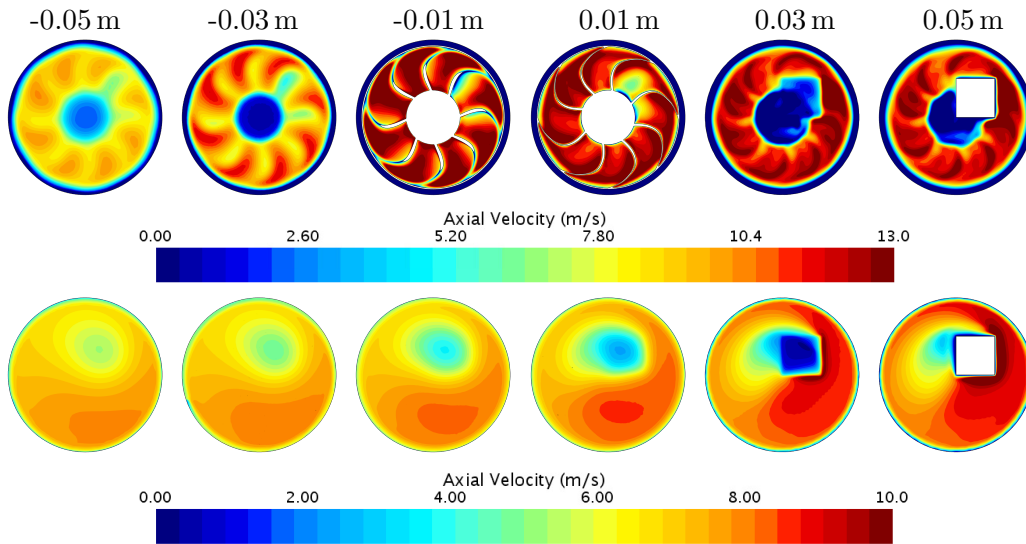 -0.05 m -0.03 m -0.01 m 0.01 m 0.03 m 0.05 m
Axial Velocity (m/s)
0.00 2.60 5.20 7.80 10.4 13.0
Axial Velocity (m/s)
0.00 2.00 4.00 6.00 8.00 10.0